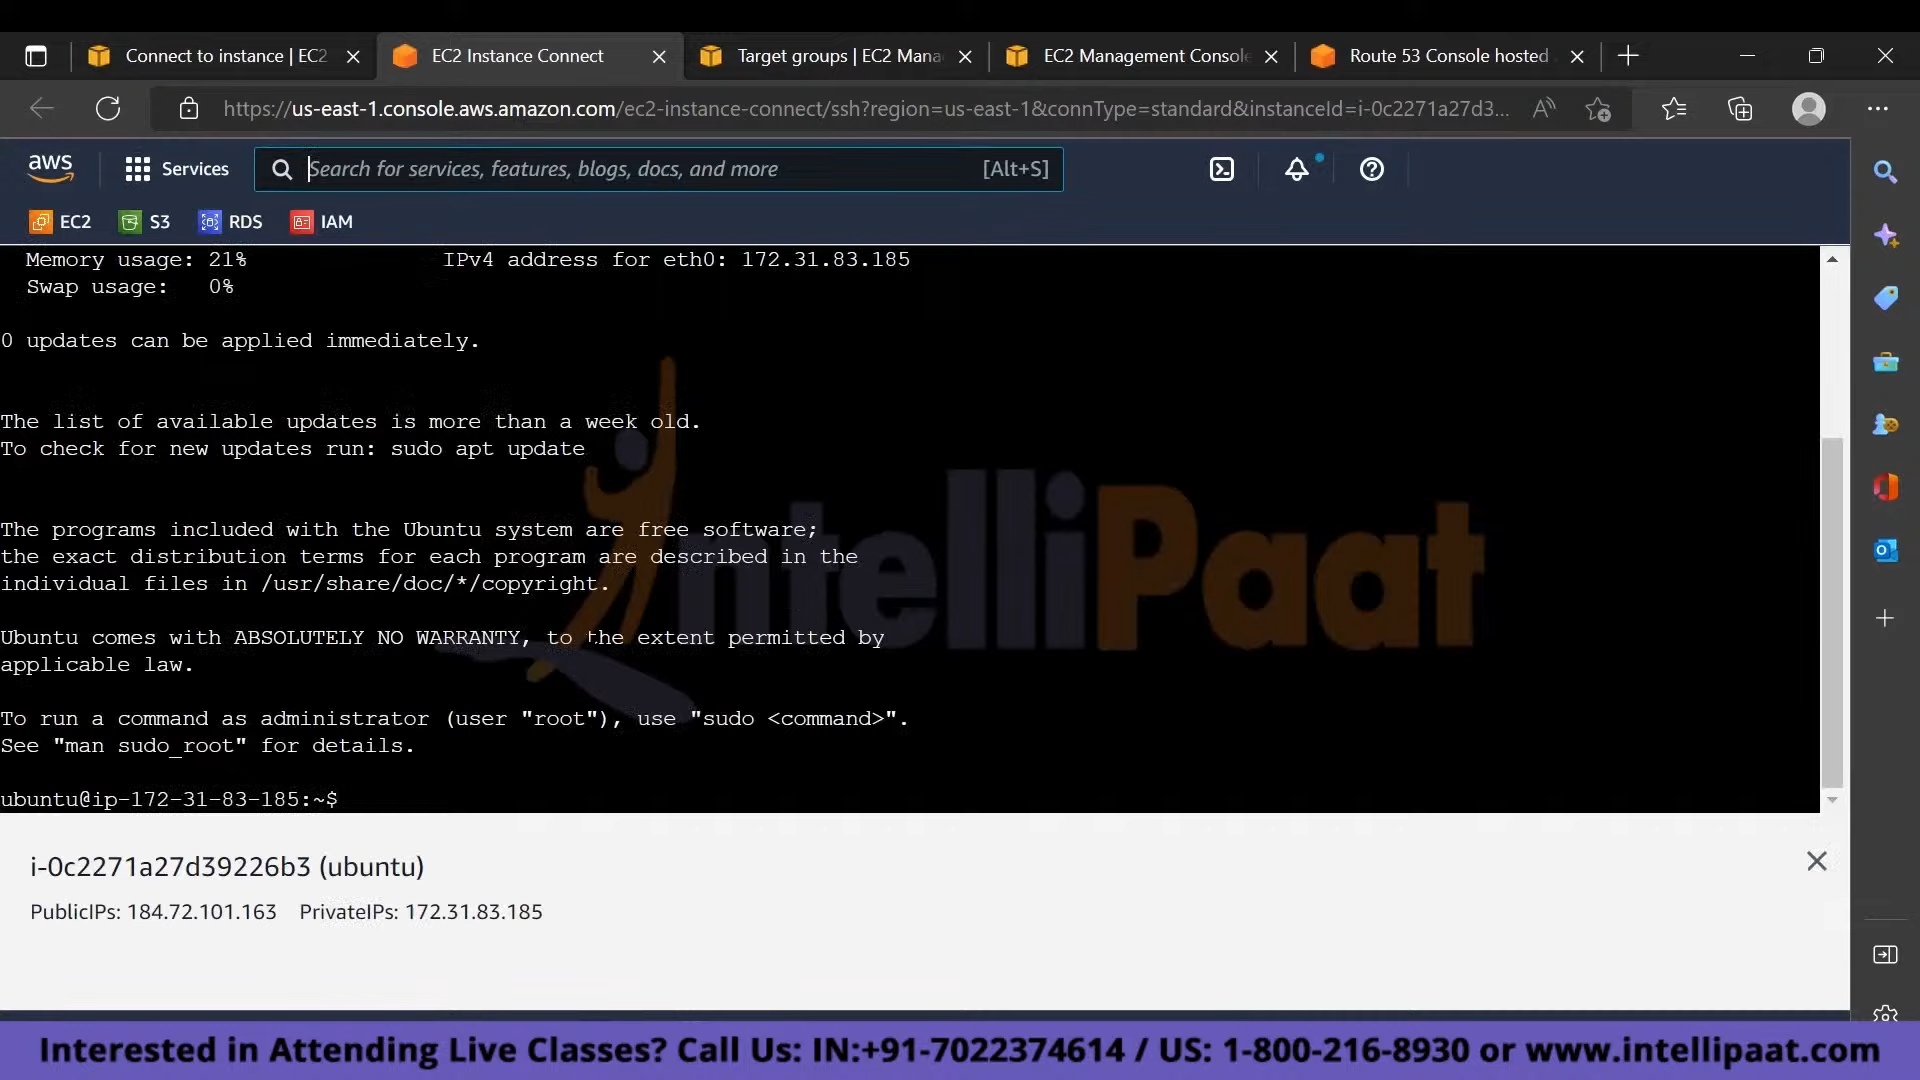 Connect to instance | EC2
EC2 Instance Connect
Target groups | EC2 Mana
EC2 Management Console
Route 53 Console hosted
https://us-east-1.console.aws.amazon.com/ec2-instance-connect/ssh?region=us-east-1&connType=standard&instanceId=i-0c2271a27d3...
aws
Services
Search for services, features, blogs, docs, and more
[Alt+S]
EC2
S3
RDS
IAM
Memory usage: 21% IPv4 address for eth0: 172.31.83.185
Swap usage: 0%
0 updates can be applied immediately.
The list of available updates is more than a week old.
To check for new updates run: sudo apt update
The programs included with the Ubuntu system are free software;
the exact distribution terms for each program are described in the
individual files in /usr/share/doc/*/copyright.
Ubuntu comes with ABSOLUTELY NO WARRANTY, to the extent permitted by
applicable law.
To run a command as administrator (user "root"), use "sudo <command>".
See "man sudo_root" for details.
ubuntu@ip-172-31-83-185:~$
IntelliPaat
i-0c2271a27d39226b3 (ubuntu)
PublicIPs: 184.72.101.163 PrivateIPs: 172.31.83.185
Interested in Attending Live Classes? Call Us: IN:+91-7022374614 / US: 1-800-216-8930 or www.intellipaat.com